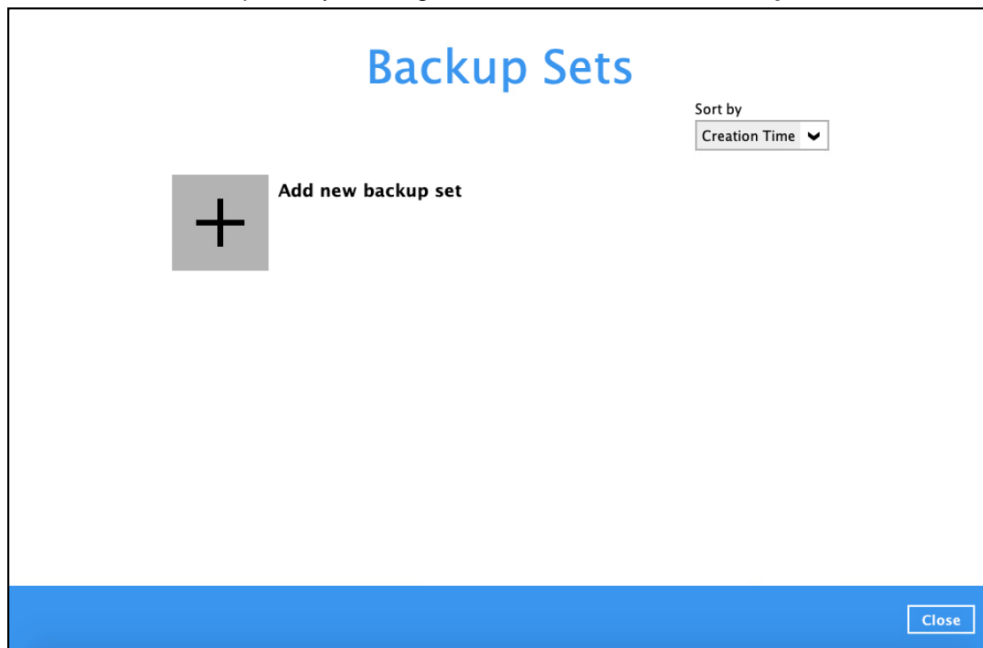 Backup Sets
Sort by
Creation Time
Add new backup set
Close